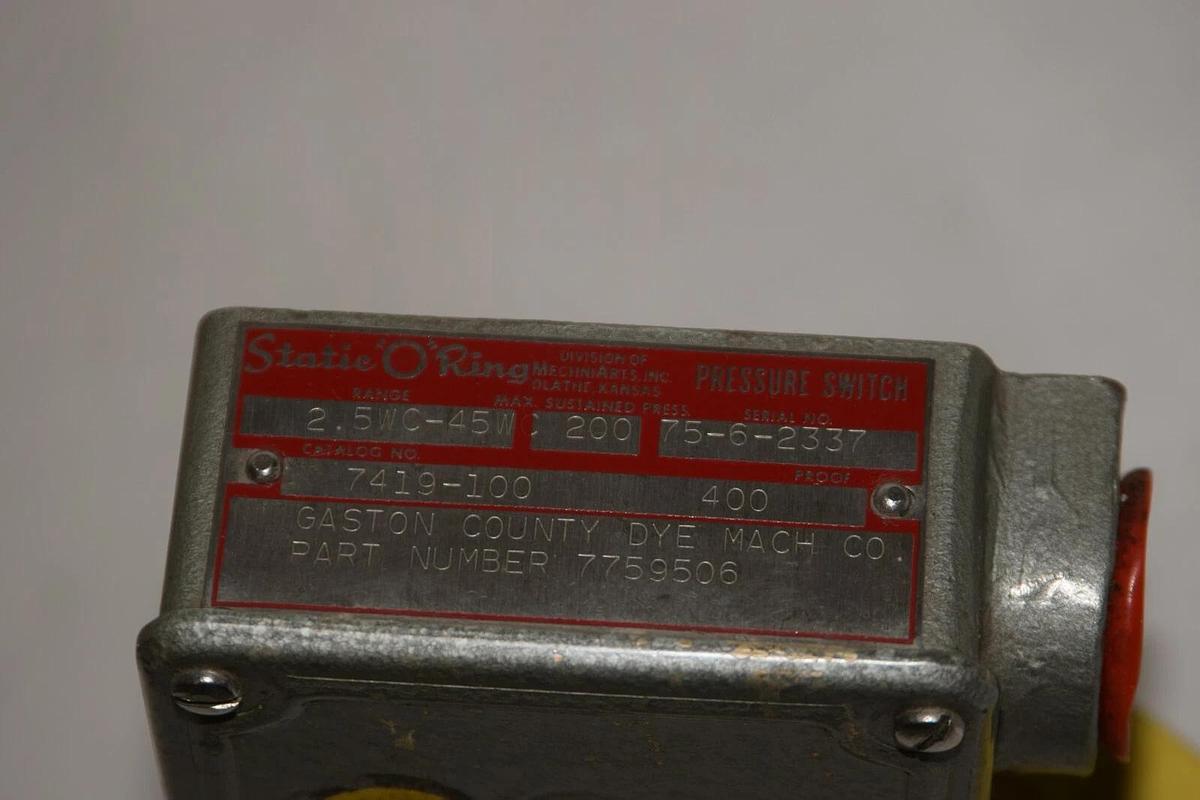 Static "O" Ring DIVISION OF PRESSURE SWITCH
MECHNIARTS, INC.
OLATHE, KANSAS
RANGE MAX. SUSTAINED PRESS. SERIAL NO.
2.5WC-45WC 200 75-6-2337
CATALOG NO. PROOF
7419-100 400
GASTON COUNTY DYE MACH CO.
PART NUMBER 7759506